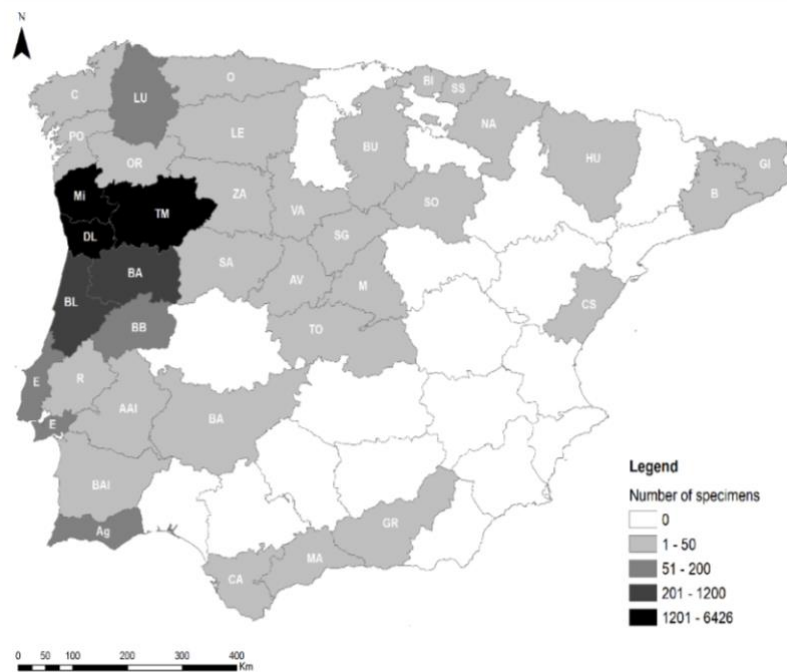 N
C
LU
O
BI
SS
NA
PO
LE
BU
HU
GI
OR
B
Mi
TM
ZA
VA
SO
DL
SG
BA
SA
AV
M
BL
BB
CS
TO
E
R
AAl
BA
E
BAl
Ag
GR
MA
CA
Legend
Number of specimens
0
1 - 50
51 - 200
201 - 1200
1201 - 6426
0 50 100 200 300 400
Km